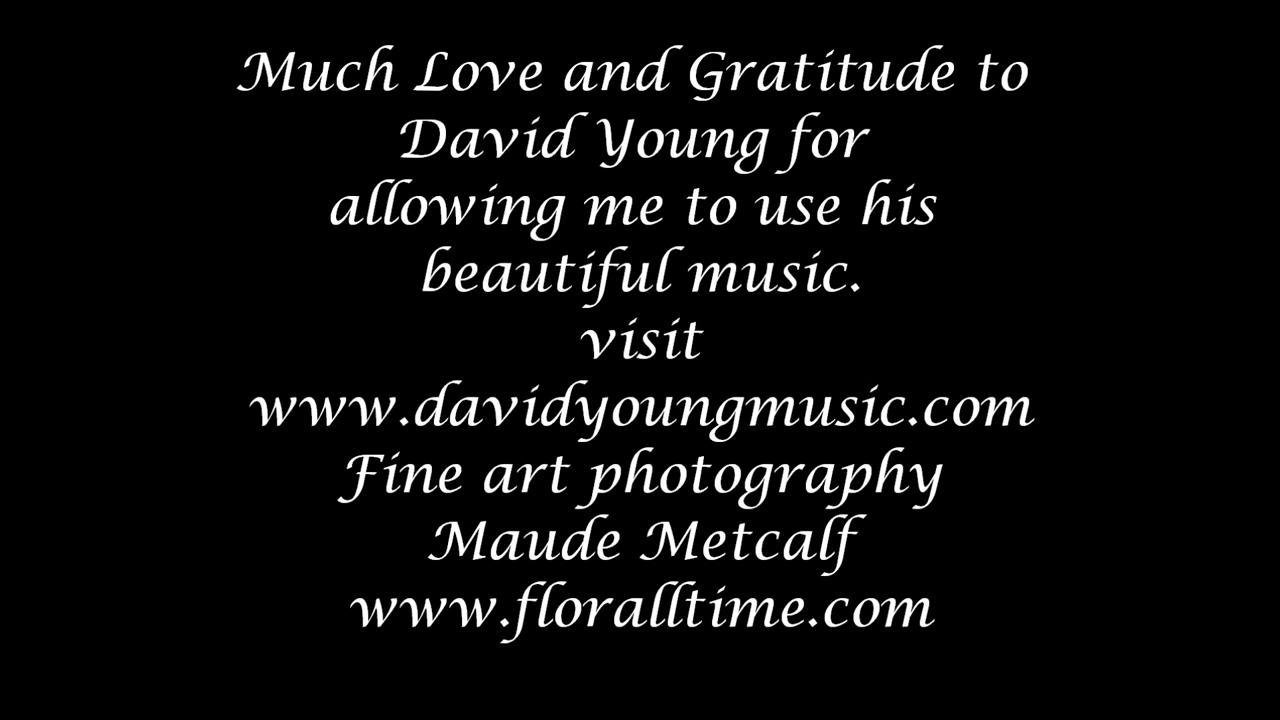 Much Love and Gratitude to
David Young for
allowing me to use his
beautiful music.
visit
www.davidyoungmusic.com
Fine art photography
Maude Metcalf
www.floralltime.com